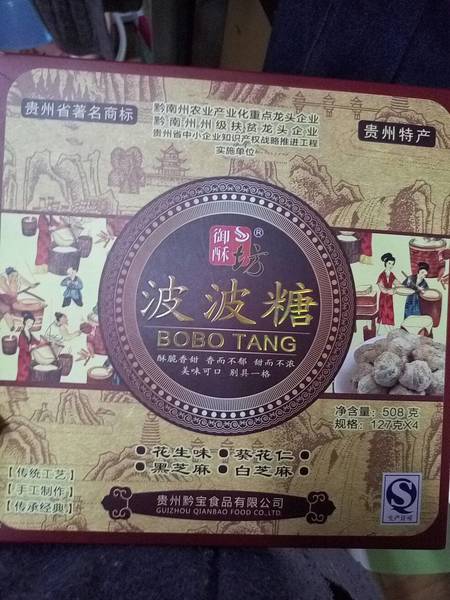 贵州省著名商标
黔南州农业产业化重点龙头企业
黔南州州级扶贫龙头企业
贵州省中小企业知识产权战略推进工程
实施单位
贵州特产
御酥坊®
波波糖
BOBO TANG
酥脆香甜 香而不郁 甜而不浓
美味可口 别具一格
净含量: 508克
规格: 127克X4
•花生味 •葵花仁
•黑芝麻 •白芝麻
【传统工艺】
【手工制作】
【传承经典】
贵州黔宝食品有限公司
GUIZHOU QIANBAO FOOD CO.,LTD.
生产许可